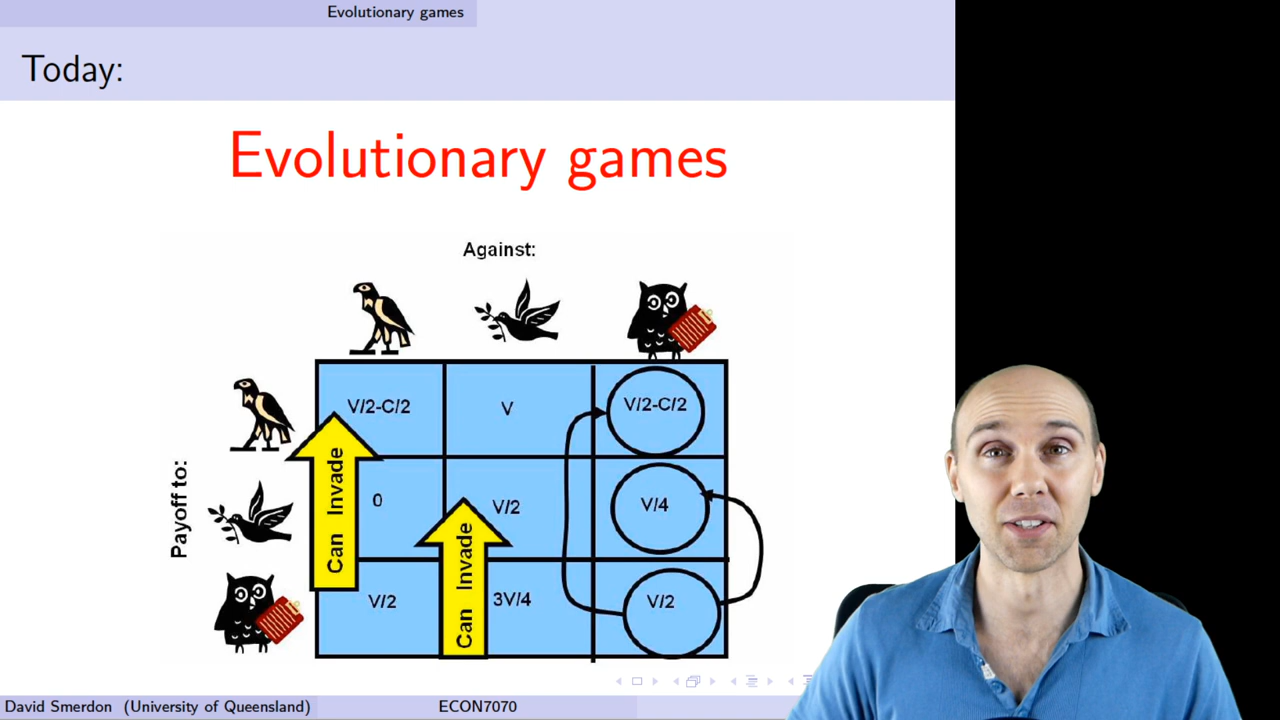 Evolutionary games
Today:
Evolutionary games
Against:
Payoff to:
V/2-C/2
V
V/2-C/2
0
V/2
V/4
V/2
3V/4
V/2
Can Invade
Can Invade
David Smerdon (University of Queensland)
ECON7070